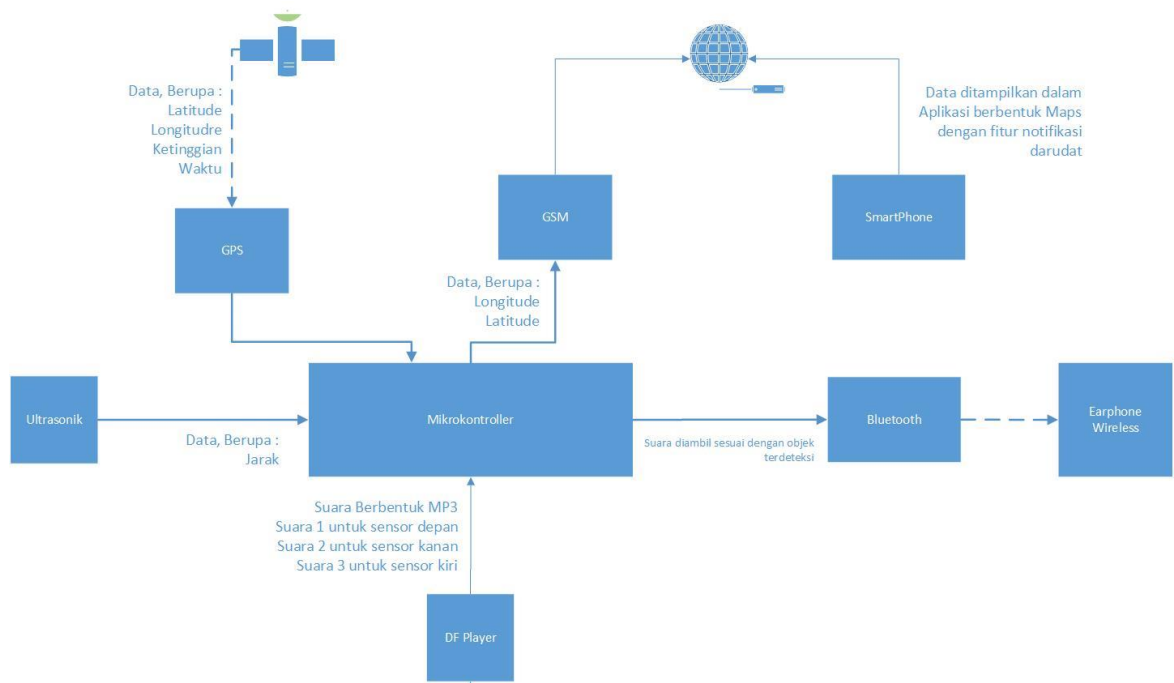 Data, Berupa :
Latitude
Longitudre
Ketinggian
Waktu
Data ditampilkan dalam
Aplikasi berbentuk Maps
dengan fitur notifikasi
darudat
GPS
GSM
SmartPhone
Data, Berupa :
Longitude
Latitude
Ultrasonik
Data, Berupa :
Jarak
Mikrokontroller
Suara diambil sesuai dengan objek
terdeteksi
Bluetooth
Earphone
Wireless
Suara Berbentuk MP3
Suara 1 untuk sensor depan
Suara 2 untuk sensor kanan
Suara 3 untuk sensor kiri
DF Player